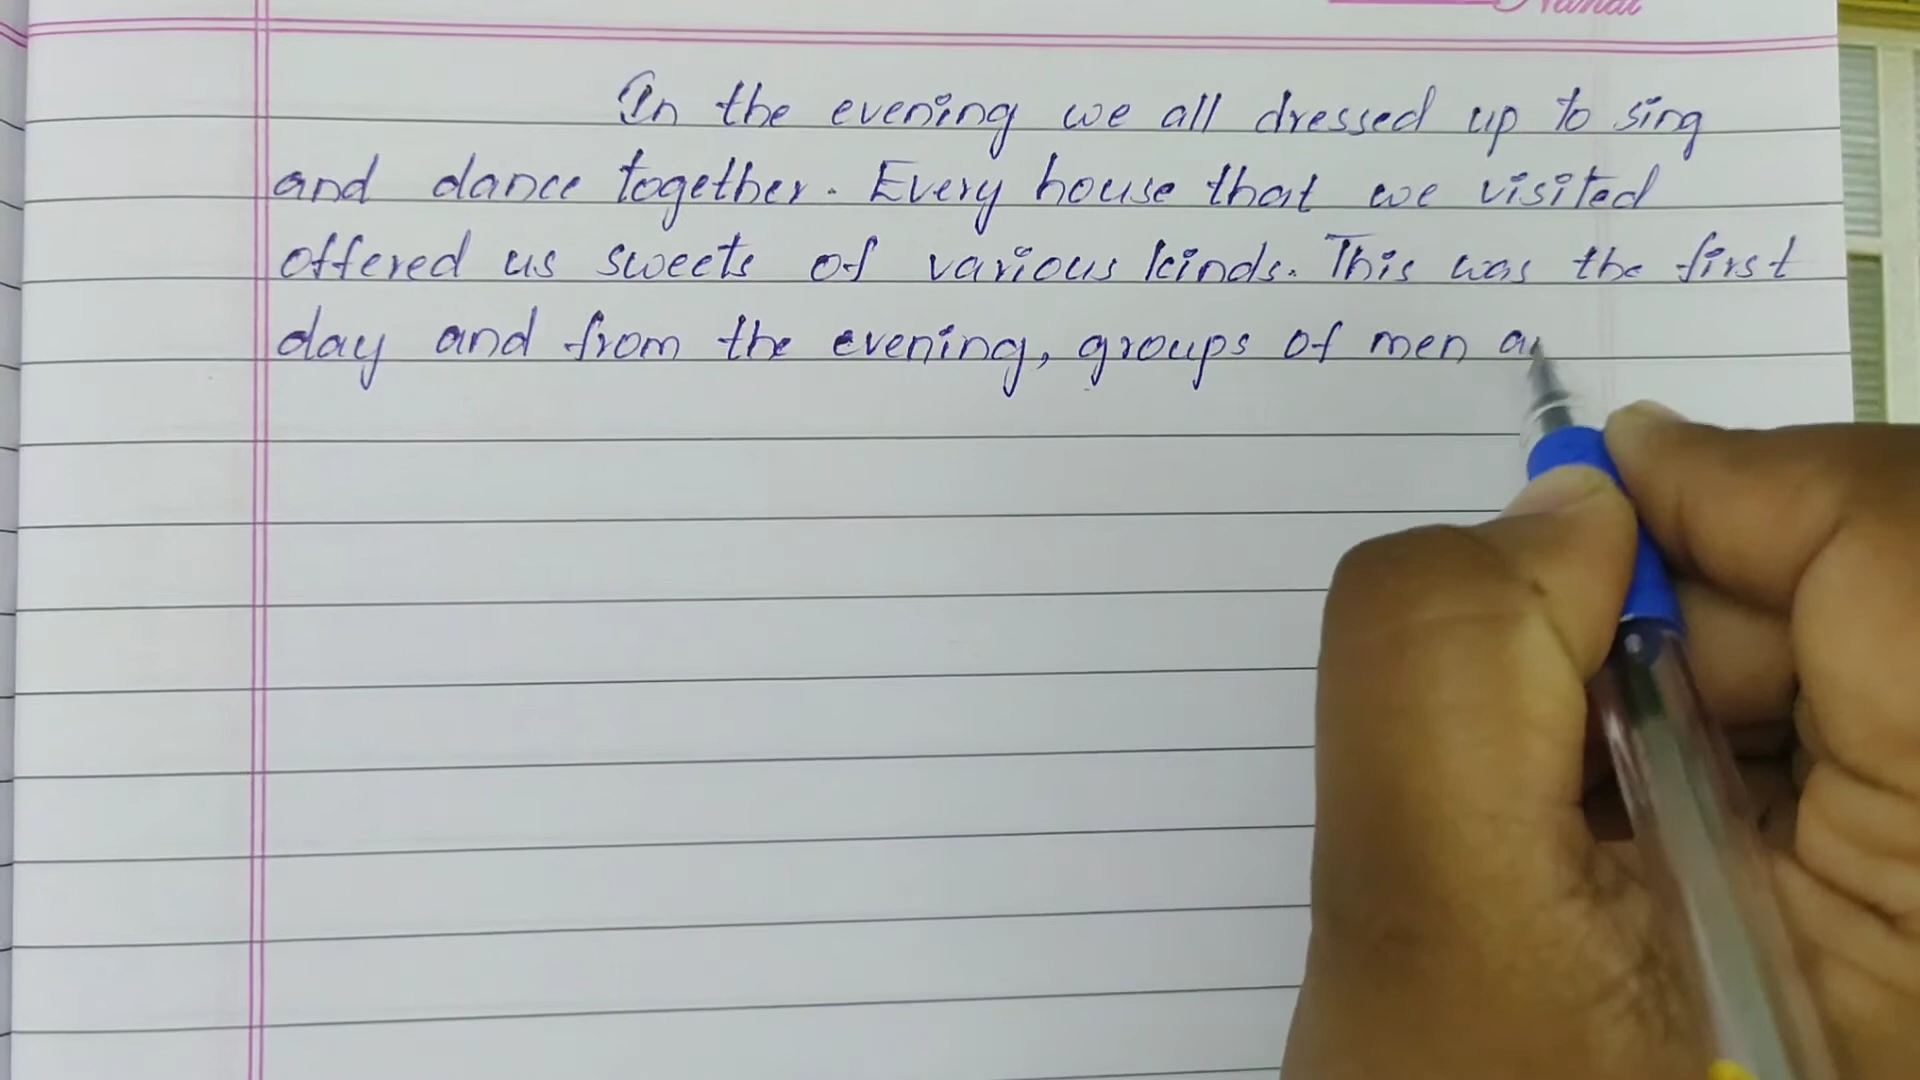 In the evening we all dressed up to sing
and dance together. Every house that we visited
offered us sweets of various kinds. This was the first
day and from the evening, groups of men